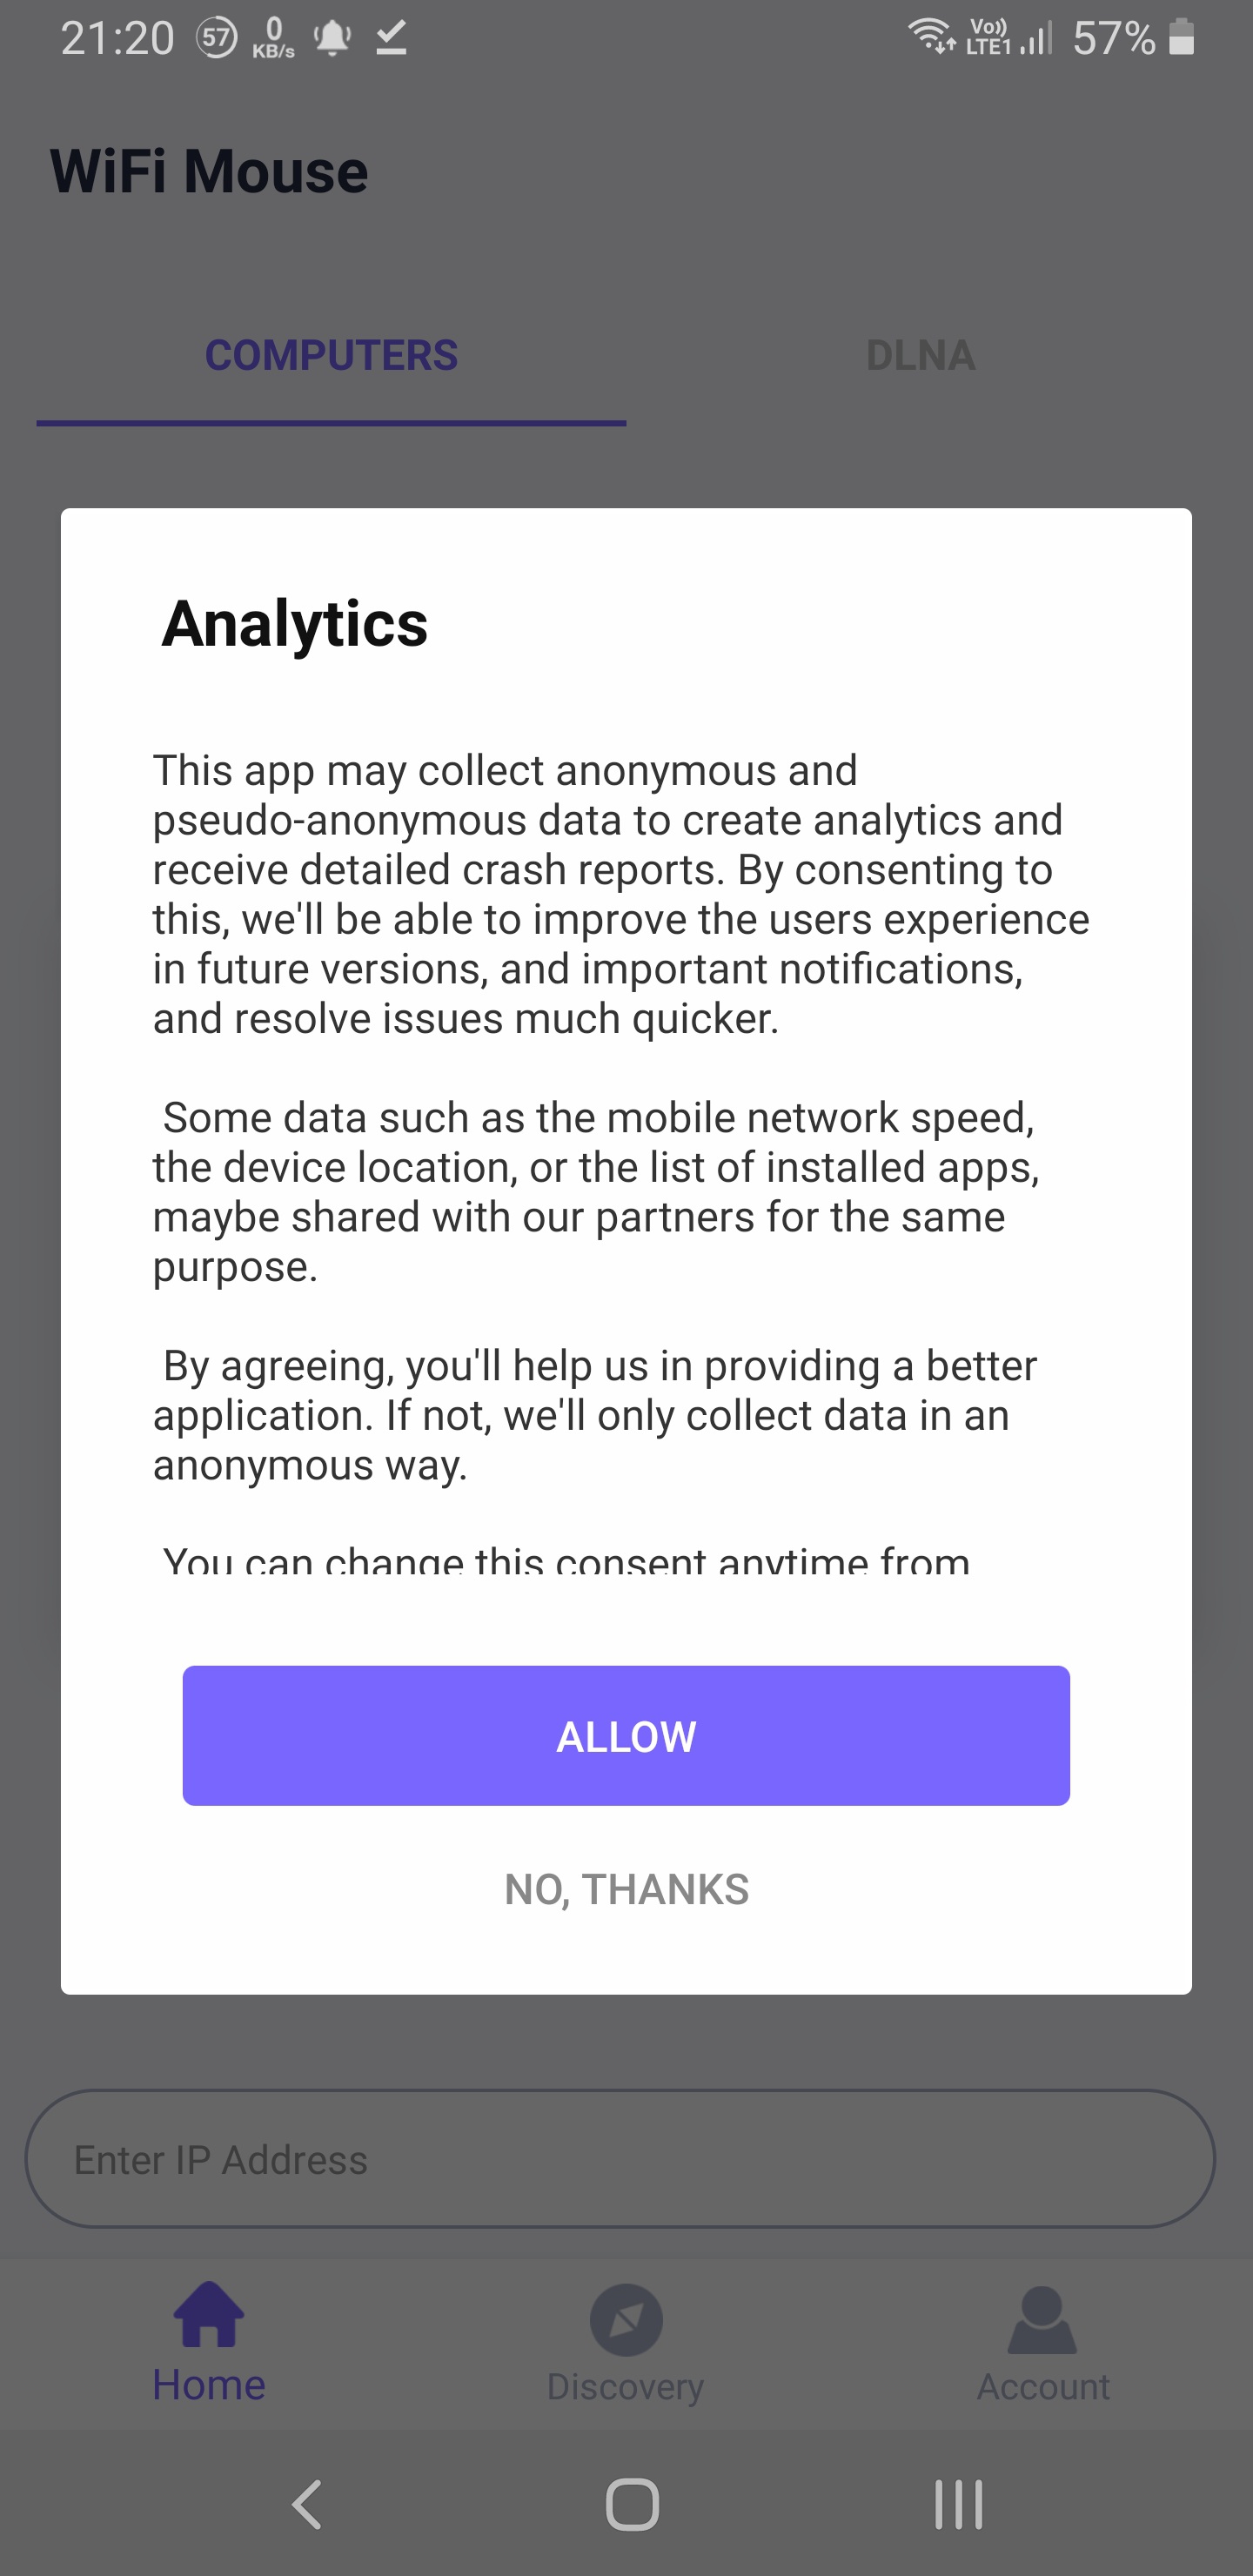 21:20 57 0 KB/s Vo)) LTE1 57%
WiFi Mouse
COMPUTERS DLNA
Analytics
This app may collect anonymous and
pseudo-anonymous data to create analytics and
receive detailed crash reports. By consenting to
this, we'll be able to improve the users experience
in future versions, and important notifications,
and resolve issues much quicker.
Some data such as the mobile network speed,
the device location, or the list of installed apps,
maybe shared with our partners for the same
purpose.
By agreeing, you'll help us in providing a better
application. If not, we'll only collect data in an
anonymous way.
You can change this consent anytime from
ALLOW
NO, THANKS
Enter IP Address
Home Discovery Account